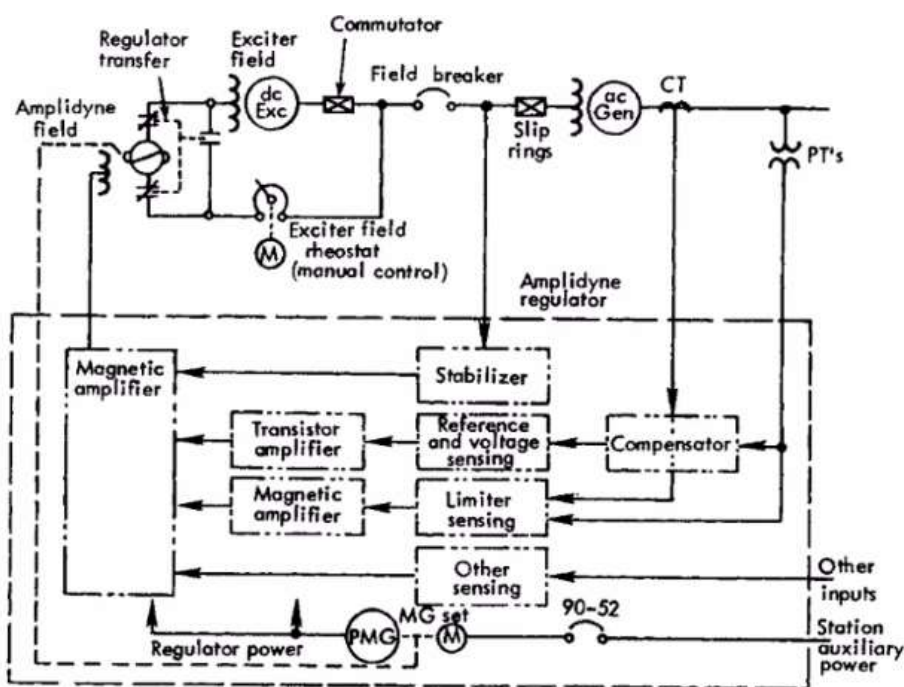 Regulator
transfer
Exciter
field
Commutator
Field breaker
dc
Exc
ac
Gen
CT
Amplidyne
field
Slip
rings
PT's
Exciter field
rheostat
(manual control)
M
Amplidyne
regulator
Magnetic
amplifier
Stabilizer
Transistor
amplifier
Reference
and voltage
sensing
Compensator
Magnetic
amplifier
Limiter
sensing
Other
sensing
Other
inputs
MG set
90-52
PMG
M
Regulator power
Station
auxiliary
power